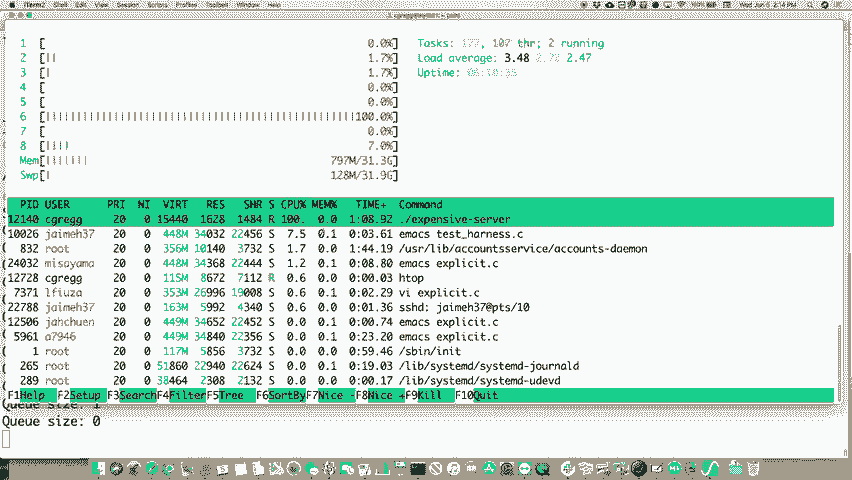 iTerm2 Shell Edit View Session Scripts Profiles Toolbelt Window Help
1 [ 0.0%] Tasks: 177, 107 thr; 2 running
2 [|| 1.7%] Load average: 3.48 2.47
3 [| 1.7%] Uptime:
4 [ 0.0%]
5 [ 0.0%]
6 [ 100.0%]
7 [ 0.0%]
8 [|||| 7.0%]
Mem[||||||| 797M/31.3G]
Swp[| 128M/31.9G]
PID USER PRI NI VIRT RES SHR S CPU% MEM% TIME+ Command
12140 cgregg 20 0 15440 1628 1484 R 100. 0.0 1:08.92 ./expensive-server
10026 jaimeh37 20 0 448M 34032 22456 S 7.5 0.1 0:03.61 emacs test_harness.c
832 root 20 0 356M 10140 3732 S 1.7 0.0 1:44.19 /usr/lib/accountsservice/accounts-daemon
24032 misayama 20 0 448M 34368 22444 S 1.2 0.1 0:08.80 emacs explicit.c
12728 cgregg 20 0 115M 8672 7112 R 0.6 0.0 0:00.03 htop
7371 lfiuza 20 0 353M 26996 19008 S 0.6 0.1 0:02.29 vi explicit.c
22788 jaimeh37 20 0 163M 5992 4340 S 0.6 0.0 0:01.36 sshd: jaimeh37@pts/10
12506 jahchuen 20 0 449M 34652 22452 S 0.0 0.1 0:00.74 emacs explicit.c
5961 a7946 20 0 449M 34840 22356 S 0.0 0.1 0:23.20 emacs explicit.c
1 root 20 0 117M 5856 3732 S 0.0 0.0 0:59.46 /sbin/init
265 root 20 0 51860 22940 22624 S 0.0 0.1 0:19.03 /lib/systemd/systemd-journald
289 root 20 0 38464 2308 2132 S 0.0 0.0 0:00.17 /lib/systemd/systemd-udevd
F1Help F2Setup F3SearchF4FilterF5Tree F6SortByF7Nice -F8Nice +F9Kill F10Quit
Queue size: 1
Queue size: 0